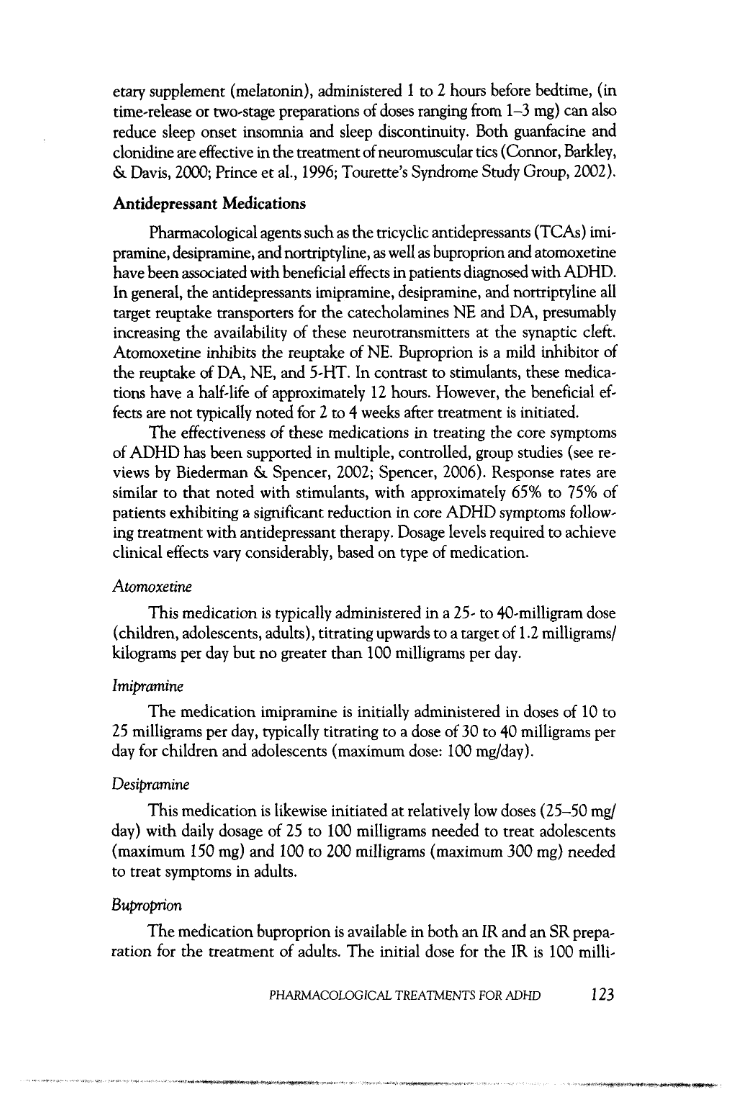 etary supplement (melatonin), administered 1 to 2 hours before bedtime, (in
time-release or two-stage preparations of doses ranging from 1–3 mg) can also
reduce sleep onset insomnia and sleep discontinuity. Both guanfacine and
clonidine are effective in the treatment of neuromuscular tics (Connor, Barkley,
& Davis, 2000; Prince et al., 1996; Tourette's Syndrome Study Group, 2002).
Antidepressant Medications
Pharmacological agents such as the tricyclic antidepressants (TCAs) imi-
pramine, desipramine, and nortriptyline, as well as buproprion and atomoxetine
have been associated with beneficial effects in patients diagnosed with ADHD.
In general, the antidepressants imipramine, desipramine, and nortriptyline all
target reuptake transporters for the catecholamines NE and DA, presumably
increasing the availability of these neurotransmitters at the synaptic cleft.
Atomoxetine inhibits the reuptake of NE. Buproprion is a mild inhibitor of
the reuptake of DA, NE, and 5-HT. In contrast to stimulants, these medica-
tions have a half-life of approximately 12 hours. However, the beneficial ef-
fects are not typically noted for 2 to 4 weeks after treatment is initiated.
The effectiveness of these medications in treating the core symptoms
of ADHD has been supported in multiple, controlled, group studies (see re-
views by Biederman & Spencer, 2002; Spencer, 2006). Response rates are
similar to that noted with stimulants, with approximately 65% to 75% of
patients exhibiting a significant reduction in core ADHD symptoms follow-
ing treatment with antidepressant therapy. Dosage levels required to achieve
clinical effects vary considerably, based on type of medication.
Atomoxetine
This medication is typically administered in a 25- to 40-milligram dose
(children, adolescents, adults), titrating upwards to a target of 1.2 milligrams/
kilograms per day but no greater than 100 milligrams per day.
Imipramine
The medication imipramine is initially administered in doses of 10 to
25 milligrams per day, typically titrating to a dose of 30 to 40 milligrams per
day for children and adolescents (maximum dose: 100 mg/day).
Desipramine
This medication is likewise initiated at relatively low doses (25–50 mg/
day) with daily dosage of 25 to 100 milligrams needed to treat adolescents
(maximum 150 mg) and 100 to 200 milligrams (maximum 300 mg) needed
to treat symptoms in adults.
Buproprion
The medication buproprion is available in both an IR and an SR prepa-
ration for the treatment of adults. The initial dose for the IR is 100 milli-
PHARMACOLOGICAL TREATMENTS FOR ADHD 123